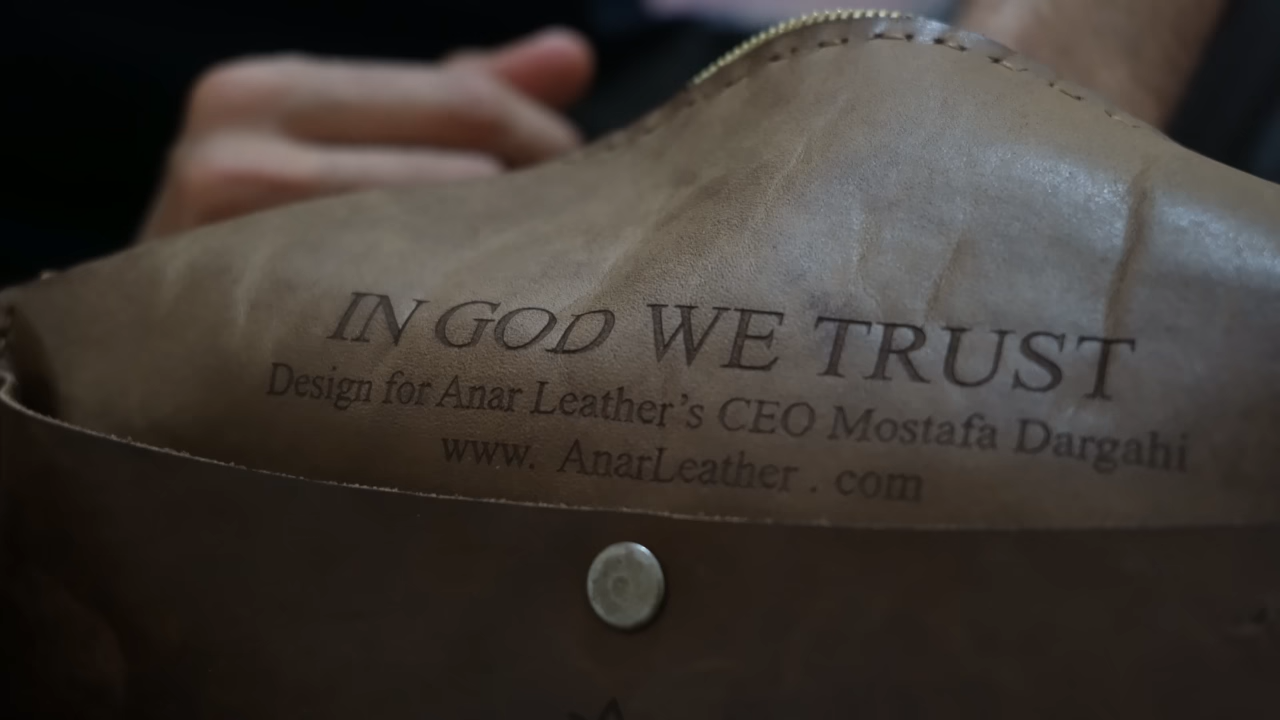 IN GOD WE TRUST
Design for Anar Leather's CEO Mostafa Dargahi
www. AnarLeather . com